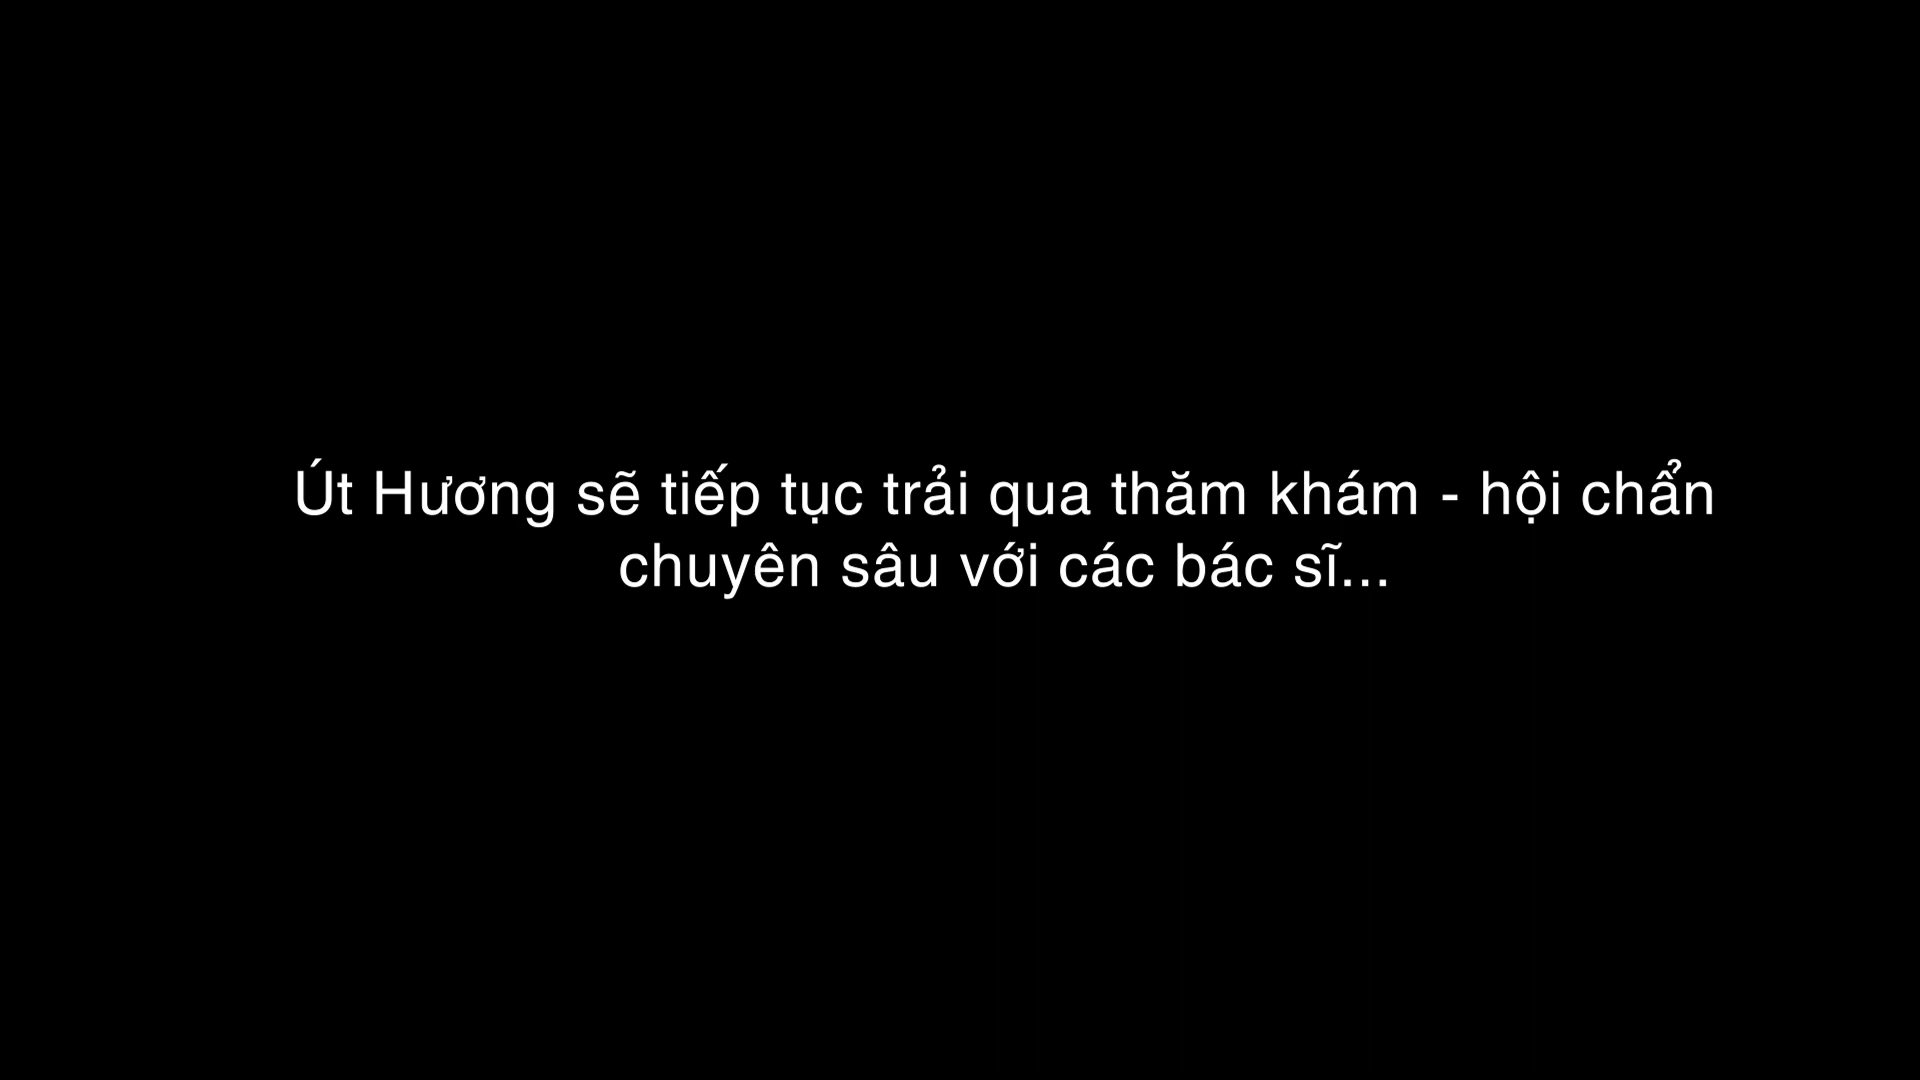 Út Hương sẽ tiếp tục trải qua thăm khám - hội chẩn
chuyên sâu với các bác sĩ...